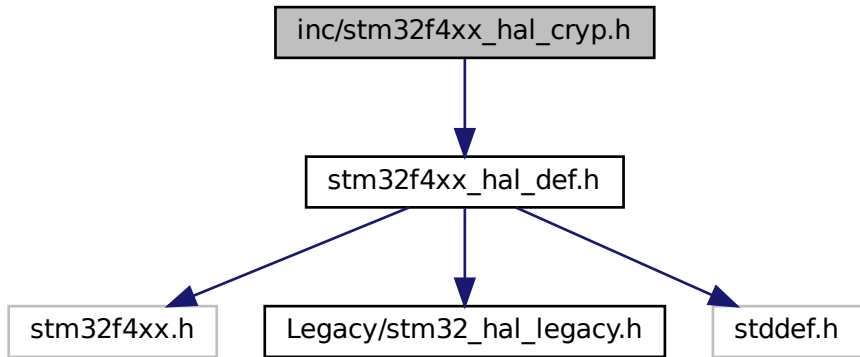 inc/stm32f4xx_hal_cryp.h
stm32f4xx_hal_def.h
stm32f4xx.h
Legacy/stm32_hal_legacy.h
stddef.h